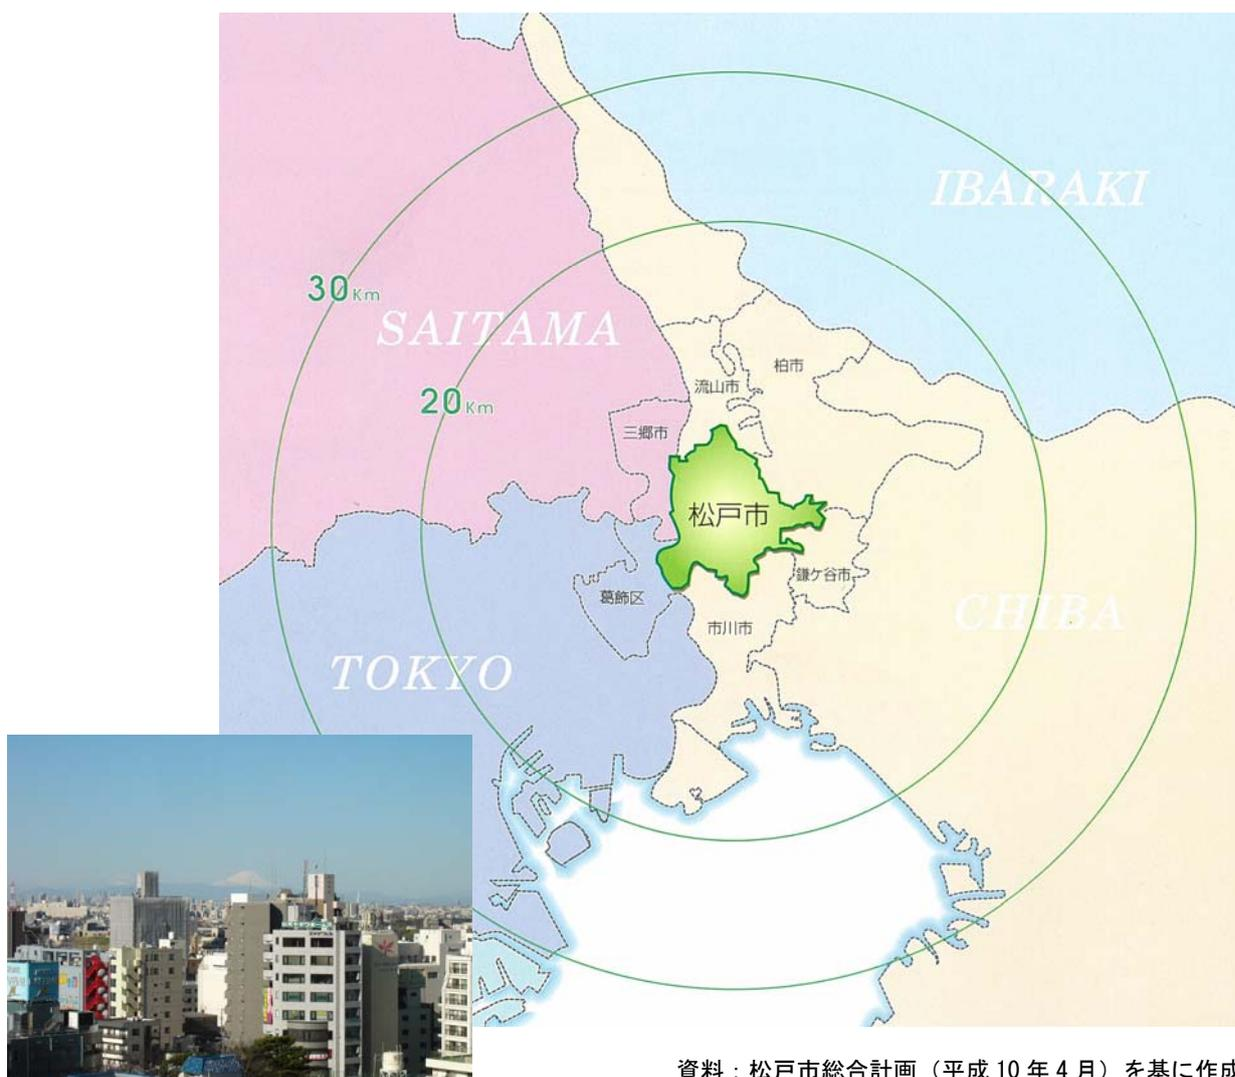 IBARAKI
30Km
SAITAMA
柏市
流山市
20Km
三郷市
松戸市
鎌ケ谷市
葛飾区
CHIBA
市川市
TOKYO
資料：松戸市総合計画（平成 10 年 4 月）を基に作成